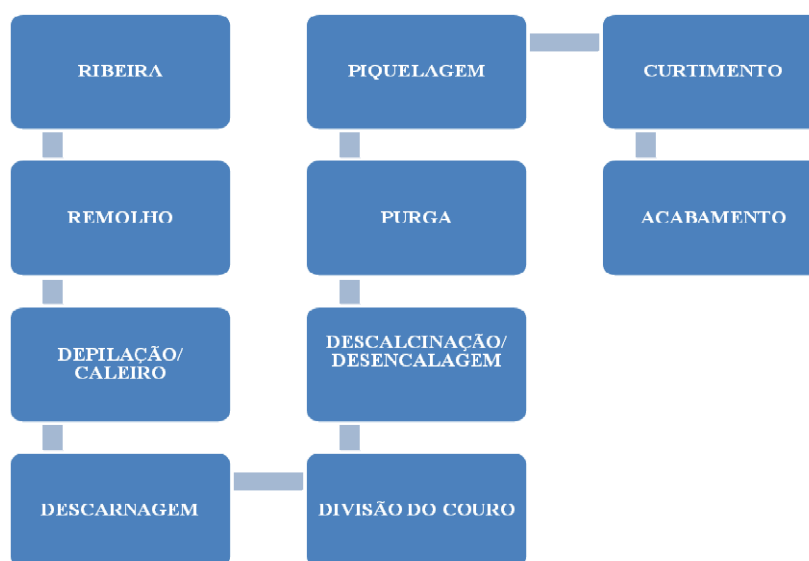 RIBEIRA
REMOLHO
DEPILAÇÃO/
CALEIRO
DESCARNAGEM
DIVISÃO DO COURO
DESCALCINAÇÃO/
DESENCALAGEM
PURGA
PIQUELAGEM
CURTIMENTO
ACABAMENTO